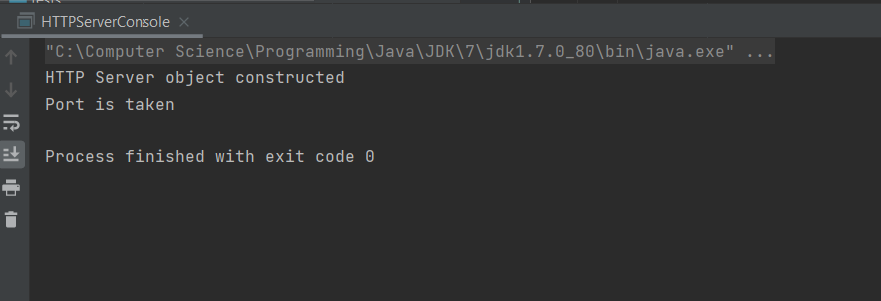 HTTPServerConsole
"C:\Computer Science\Programming\Java\JDK\7\jdk1.7.0_80\bin\java.exe" ...
HTTP Server object constructed
Port is taken
Process finished with exit code 0